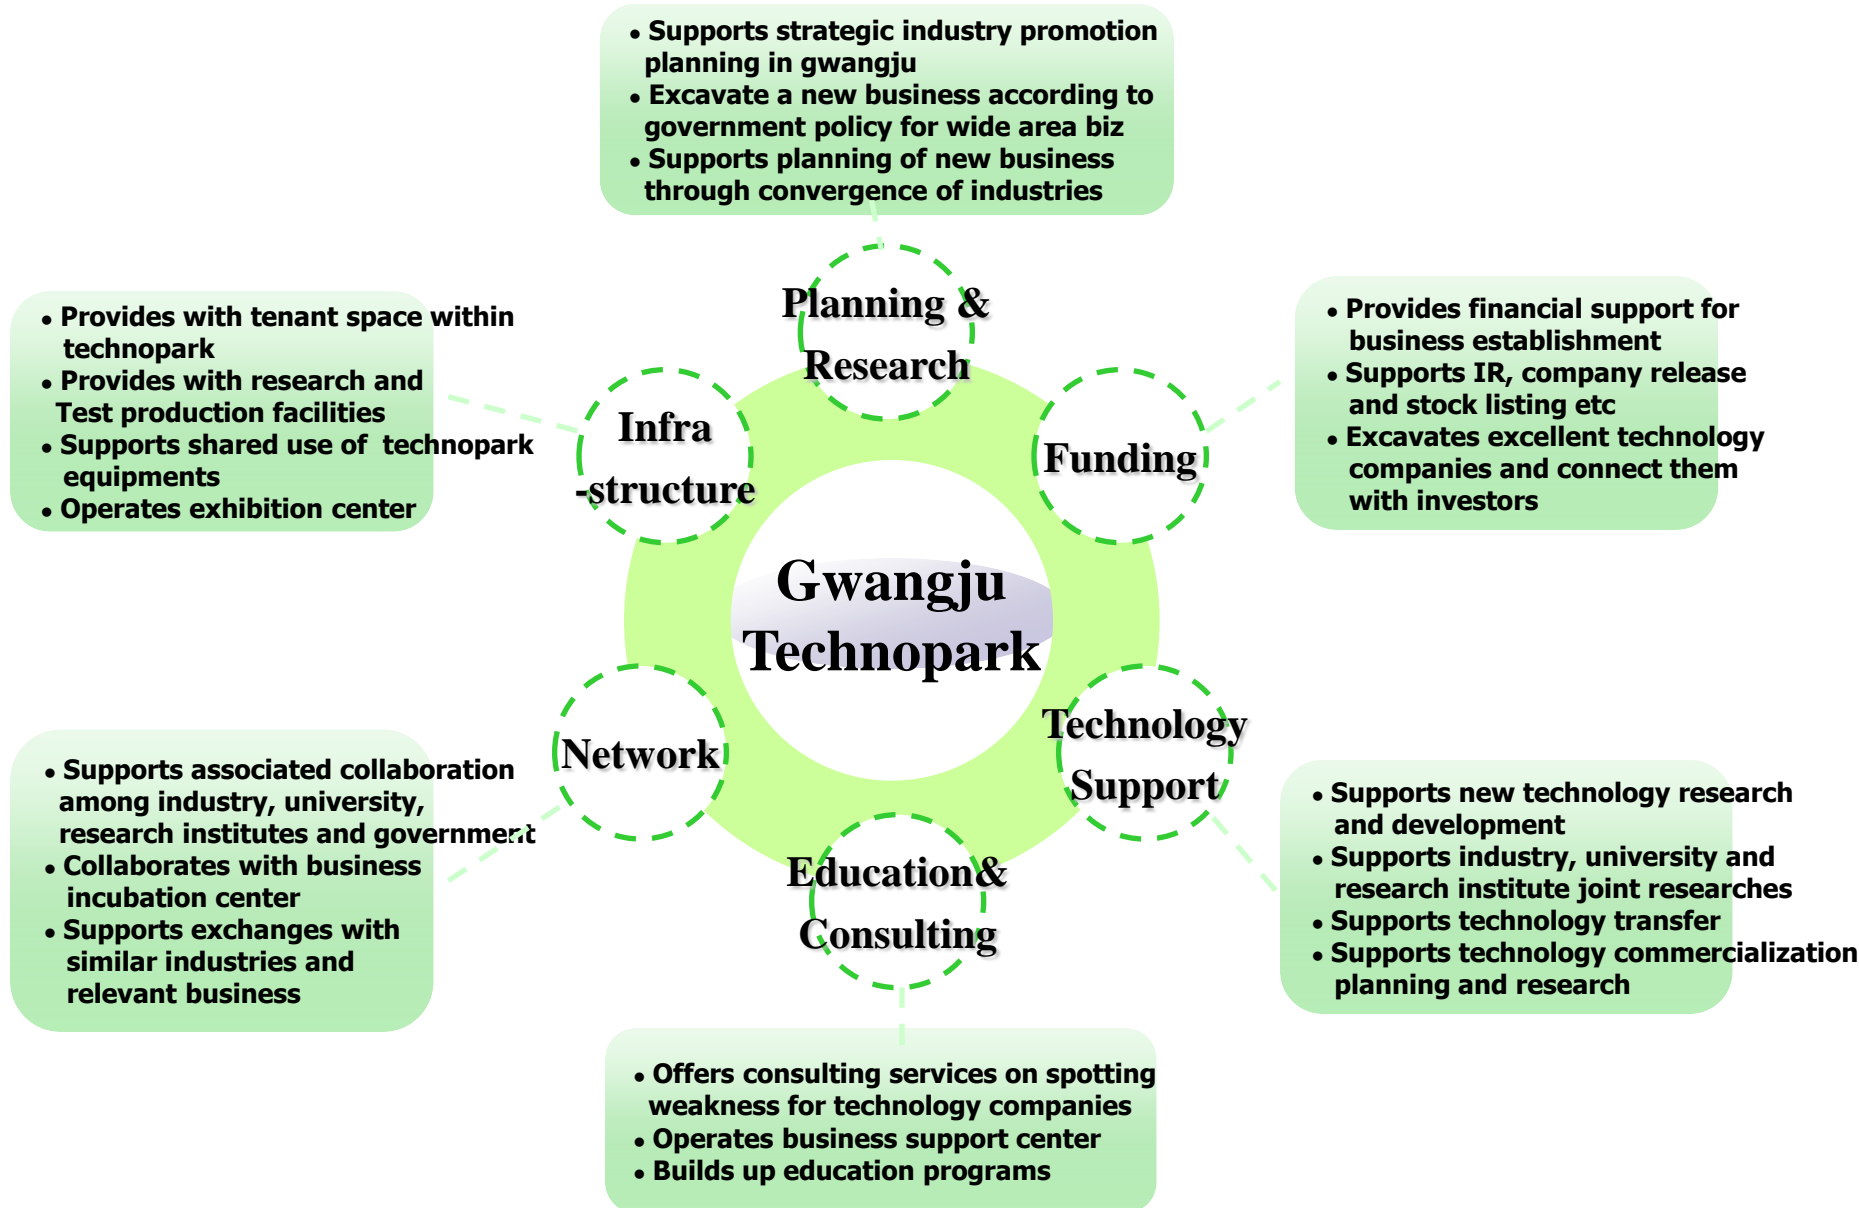 • Supports strategic industry promotion
planning in gwangju
• Excavate a new business according to
government policy for wide area biz
• Supports planning of new business
through convergence of industries
Planning &
Research
• Provides with tenant space within
technopark
• Provides with research and
Test production facilities
• Supports shared use of  technopark
equipments
• Operates exhibition center
Infra
-structure
Funding
• Provides financial support for
business establishment
• Supports IR, company release
and stock listing etc
• Excavates excellent technology
companies and connect them
with investors
Gwangju
Technopark
• Supports associated collaboration
among industry, university,
research institutes and government
• Collaborates with business
incubation center
• Supports exchanges with
similar industries and
relevant business
Network
Technology
Support
• Supports new technology research
and development
• Supports industry, university and
research institute joint researches
• Supports technology transfer
• Supports technology commercialization
planning and research
Education&
Consulting
• Offers consulting services on spotting
weakness for technology companies
• Operates business support center
• Builds up education programs